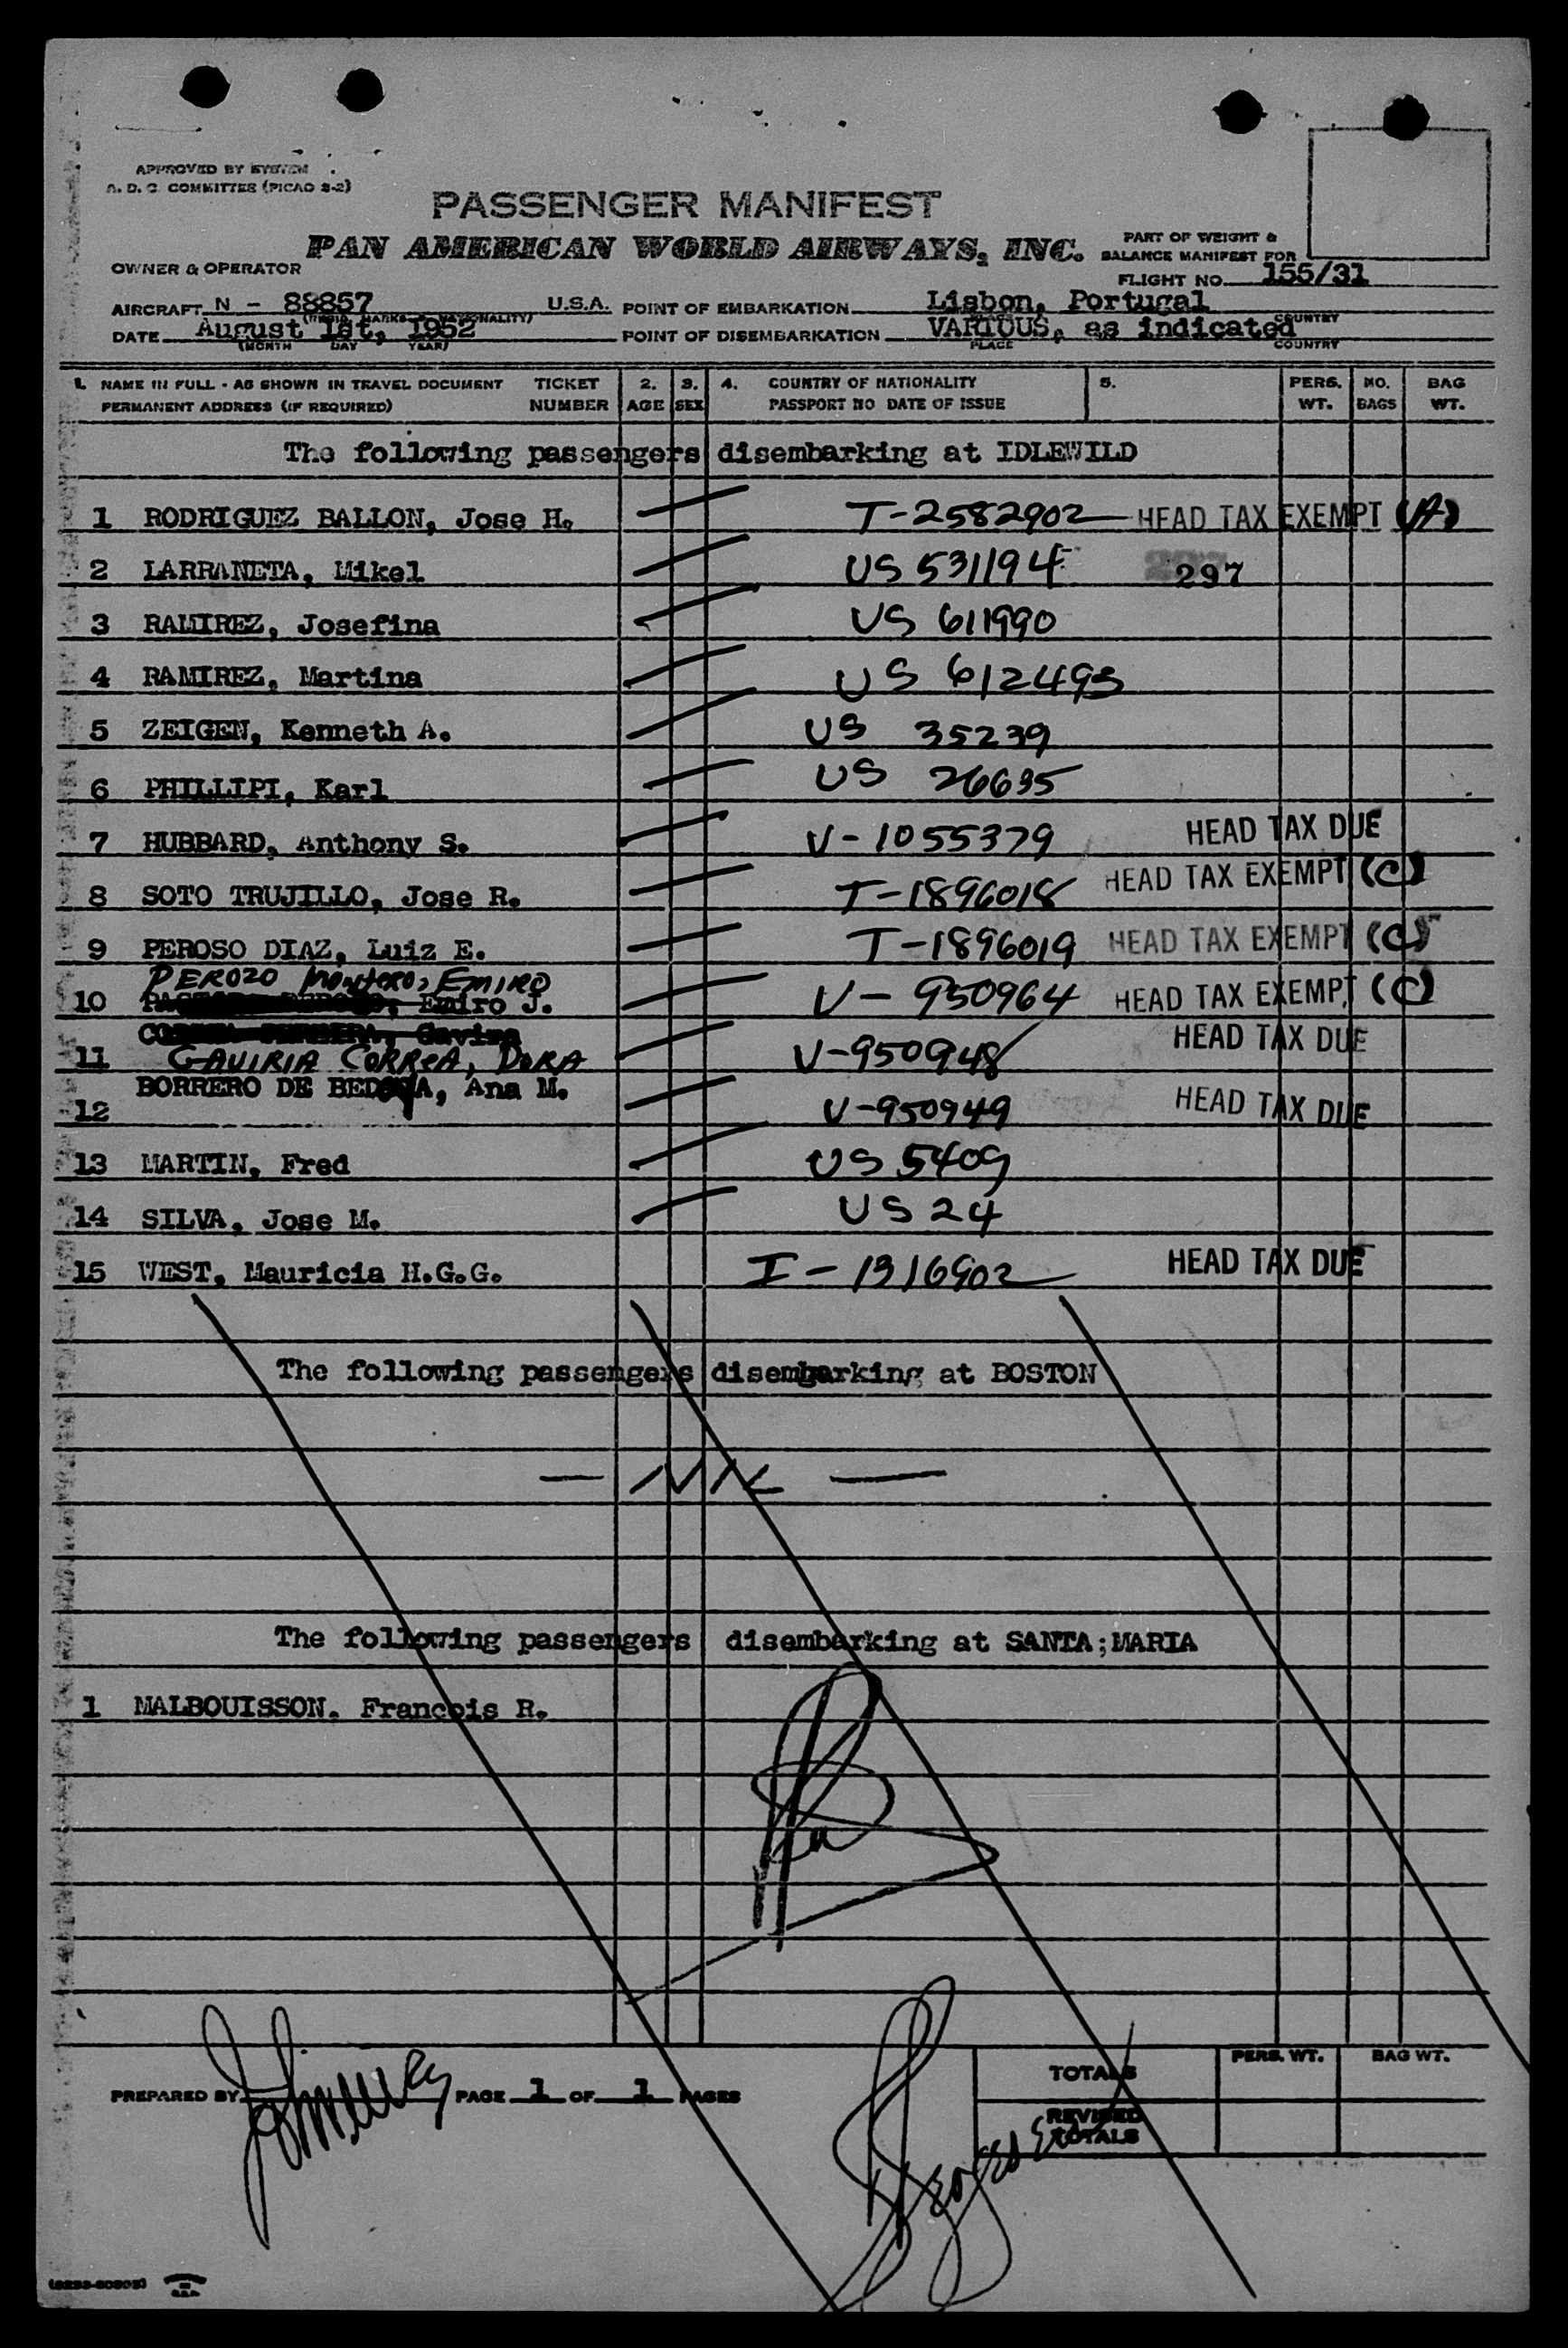 APPROVED BY SYSTEM
A. D. C. COMMITTEE (PICAO S-2)
PASSENGER MANIFEST
PAN AMERICAN WORLD AIRWAYS, INC.
PART OF WEIGHT &
BALANCE MANIFEST FOR
OWNER & OPERATOR
FLIGHT NO. 155/31
AIRCRAFT N - 88857 U.S.A. POINT OF EMBARKATION Lisbon, Portugal
MARKS NATIONALITY) PLACE COUNTRY
DATE August 1st, 1952 POINT OF DISEMBARKATION VARIOUS, as indicated
(MONTH DAY YEAR) PLACE COUNTRY
1. NAME IN FULL - AS SHOWN IN TRAVEL DOCUMENT TICKET 2. 3. 4. COUNTRY OF NATIONALITY 5. PERS. NO. BAG
PERMANENT ADDRESS (IF REQUIRED) NUMBER AGE SEX PASSPORT NO DATE OF ISSUE WT. BAGS WT.
The following passengers disembarking at IDLEWILD
1 RODRIGUEZ BALLON, Jose H. T-2582902 HEAD TAX EXEMPT (A)
2 LARRANETA, Mikel US 531194 297
3 RAMIREZ, Josefina US 611990
4 RAMIREZ, Martina US 612493
5 ZEIGEN, Kenneth A. US 35239
6 PHILLIPI, Karl US 26635
7 HUBBARD, Anthony S. V-1055379 HEAD TAX DUE
8 SOTO TRUJILLO, Jose R. T-1896018 HEAD TAX EXEMPT (C)
9 PEROSO DIAZ, Luiz E. T-1896019 HEAD TAX EXEMPT (C)
PEROZO MONTERO, EMIRO
10 Emiro J. V-950964 HEAD TAX EXEMPT (C)
11 GAVIRIA CORREA, DORA V-950948 HEAD TAX DUE
12 BORRERO DE BEDOYA, Ana M. V-950949 HEAD TAX DUE
13 MARTIN, Fred US 5409
14 SILVA, Jose M. US 24
15 WEST, Mauricia H.G.G. I-1316902 HEAD TAX DUE
The following passengers disembarking at BOSTON
— NIL —
The following passengers disembarking at SANTA;MARIA
1 MALBOUISSON, Francois R.
PREPARED BY PAGE 1 OF 1 PAGES
TOTALS PERS. WT. BAG WT.
REVISED
TOTALS